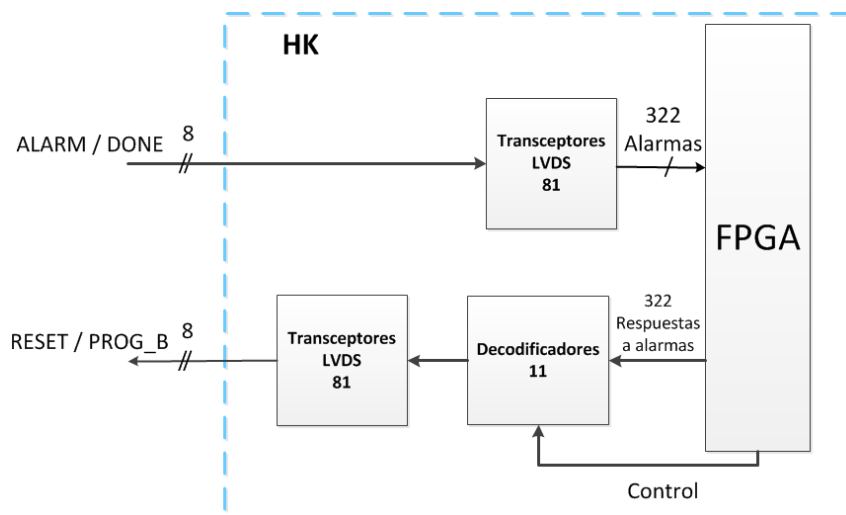 HK
8
ALARM / DONE
Transceptores
LVDS
81
322
Alarmas
FPGA
8
RESET / PROG_B
Transceptores
LVDS
81
Decodificadores
11
322
Respuestas
a alarmas
Control